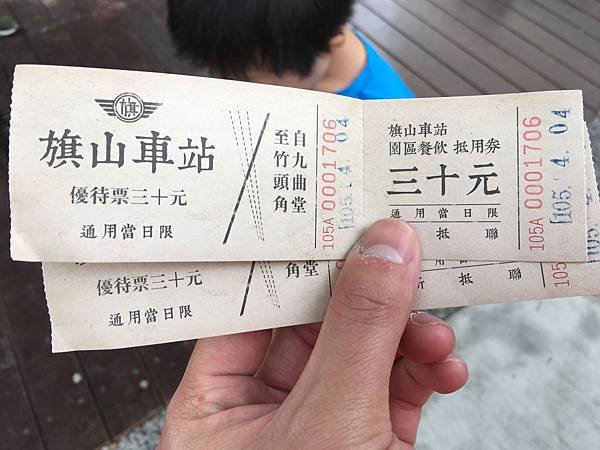 旗
旗山車站
優待票三十元
通用當日限
自九曲堂
至竹頭角
105A 0001706
105. 4. 04
旗山車站
園區餐飲 抵用券
三十元
通用當日限
抵 聯
105A 0001706
105. 4. 04
優待票三十元
通用當日限
堂
角
抵 聯
105